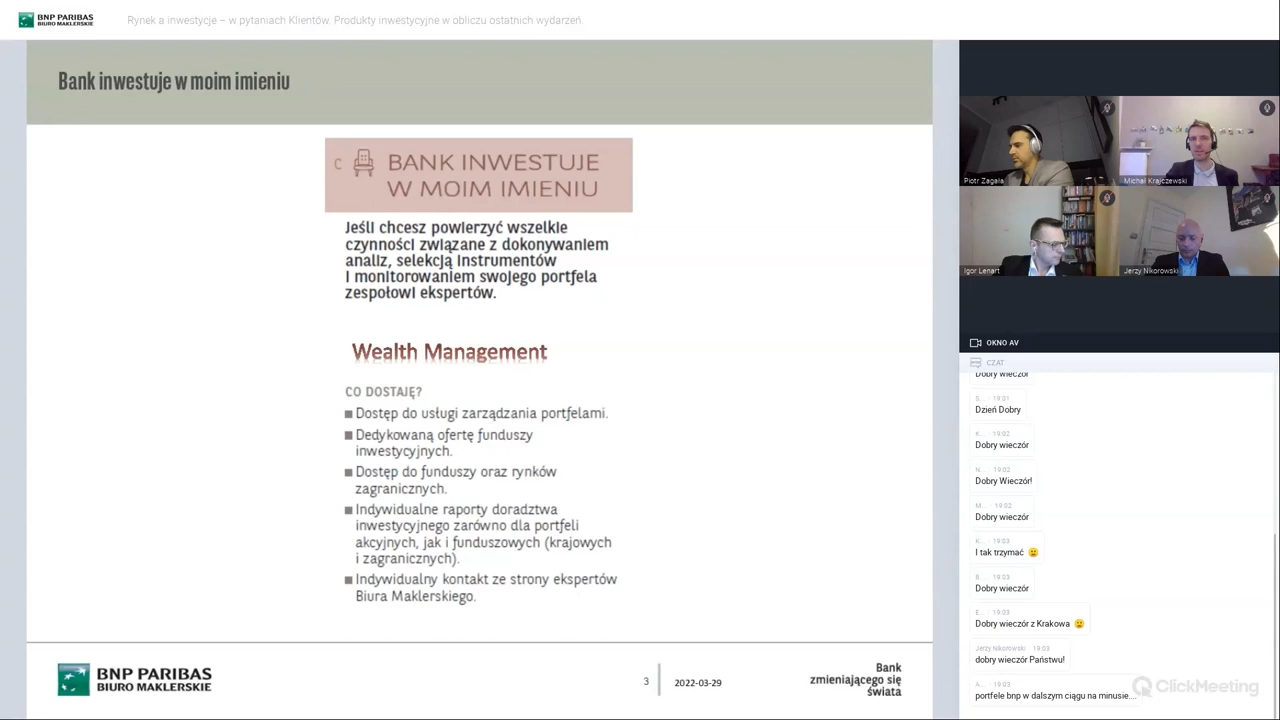 BNP PARIBAS
BIURO MAKLERSKIE
Rynek a inwestycje – w pytaniach Klientów. Produkty inwestycyjne w obliczu ostatnich wydarzeń
Bank inwestuje w moim imieniu
C BANK INWESTUJE
W MOIM IMIENIU
Jeśli chcesz powierzyć wszelkie
czynności związane z dokonywaniem
analiz, selekcją instrumentów
i monitorowaniem swojego portfela
zespołowi ekspertów.
Wealth Management
CO DOSTAJĘ?
Dostęp do usługi zarządzania portfelami.
Dedykowaną ofertę funduszy
inwestycyjnych.
Dostęp do funduszy oraz rynków
zagranicznych.
Indywidualne raporty doradztwa
inwestycyjnego zarówno dla portfeli
akcyjnych, jak i funduszowych (krajowych
i zagranicznych).
Indywidualny kontakt ze strony ekspertów
Biura Maklerskiego.
BNP PARIBAS
BIURO MAKLERSKIE
3
2022-03-29
Bank
zmieniającego się
świata
Piotr Zagała
Michał Krajczewski
Igor Lenart
Jerzy Nikorowski
OKNO AV
CZAT
Dobry wieczór
S... · 19:01
Dzień Dobry
K... · 19:02
Dobry wieczór
N... · 19:02
Dobry Wieczór!
M... · 19:02
Dobry wieczór
K... · 19:03
I tak trzymać 🙂
B... · 19:03
Dobry wieczór
E... · 19:03
Dobry wieczór z Krakowa 🙂
Jerzy Nikorowski · 19:03
dobry wieczór Państwu!
A... · 19:03
portfele bnp w dalszym ciągu na minusie....
ClickMeeting